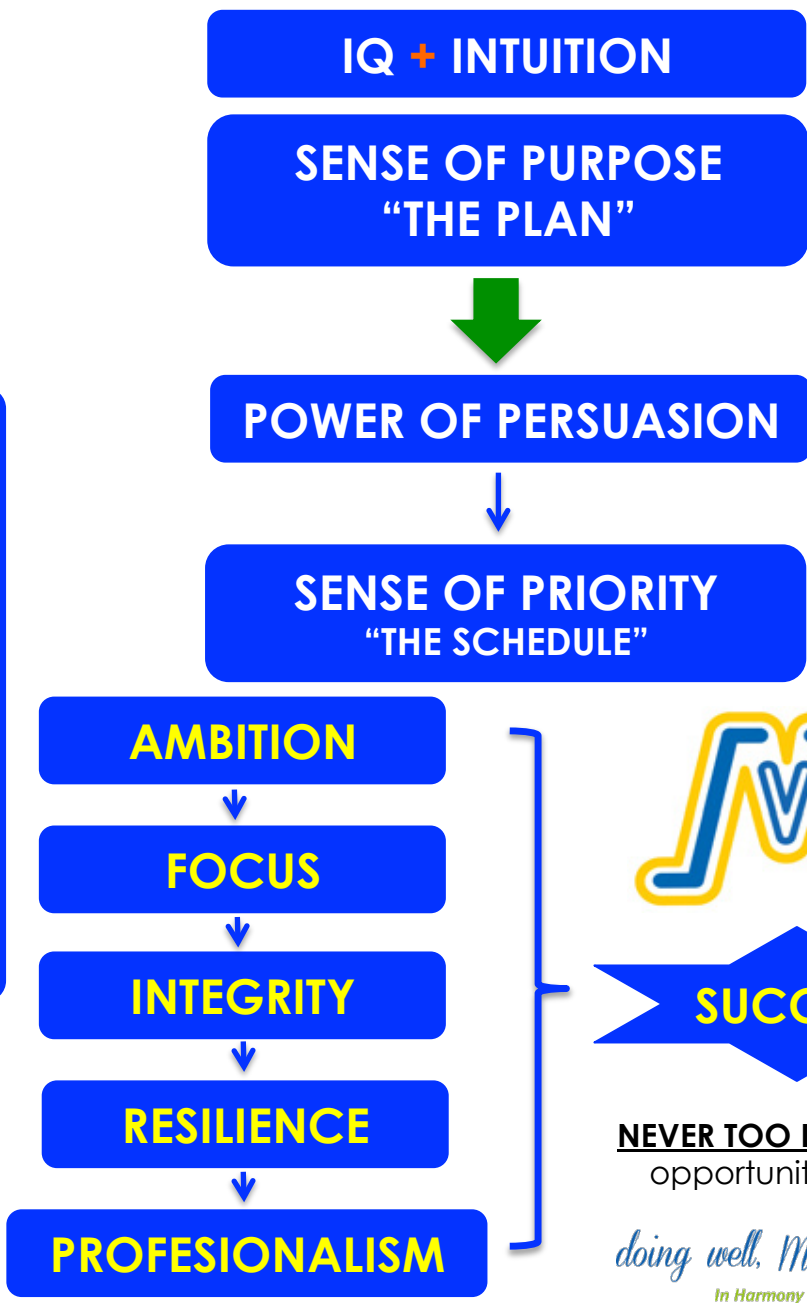 IQ + INTUITION
SENSE OF PURPOSE
“THE PLAN”
POWER OF PERSUASION
SENSE OF PRIORITY
“THE SCHEDULE”
AMBITION
FOCUS
INTEGRITY
RESILIENCE
PROFESIONALISM
NEVER TOO
doing well,
In Harmony